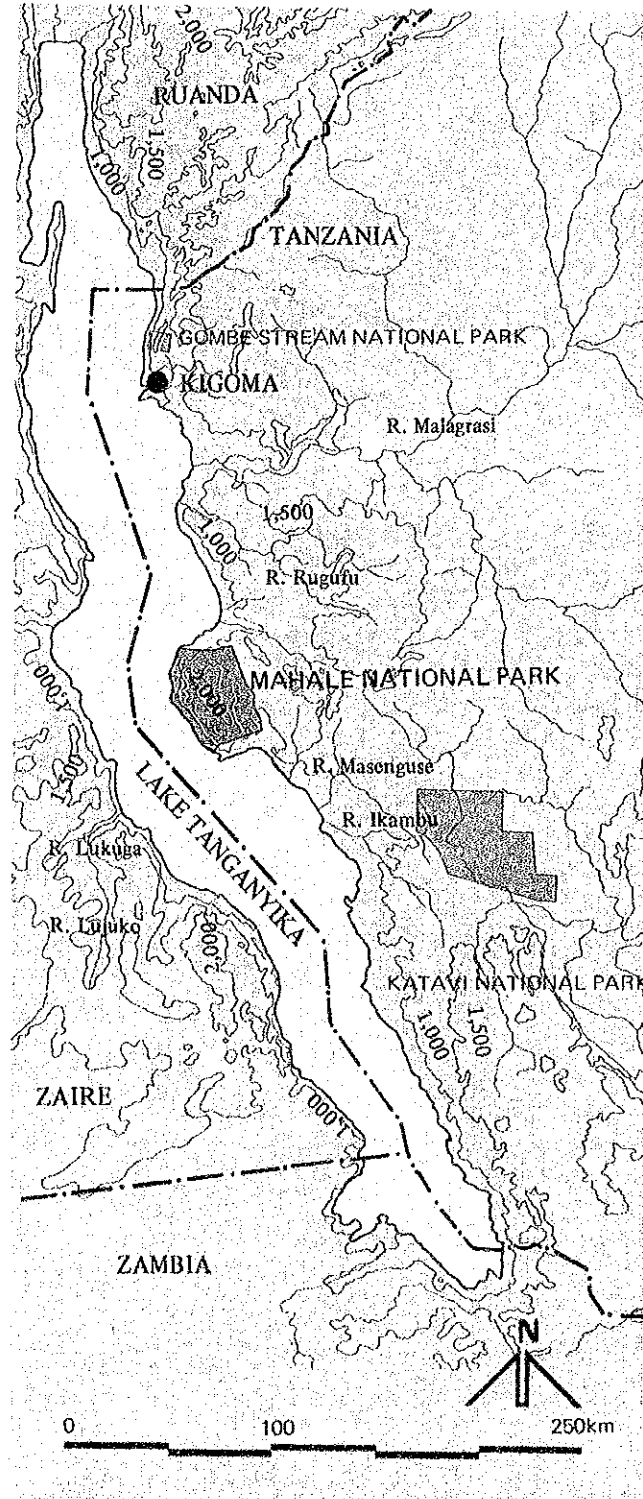 2,000
RUANDA
1,500
1,000
TANZANIA
GOMBE STREAM NATIONAL PARK
KIGOMA
R. Malagrasi
1,500
1,000
R. Rugufu
MAHALE NATIONAL PARK
2,000
1,000
1,500
R. Masenguse
LAKE TANGANYIKA
R. Ikambu
R. Lukuga
R. Lujuko
2,000
KATAVI NATIONAL PARK
1,000
1,500
ZAIRE
1,000
ZAMBIA
N
0 100 250km